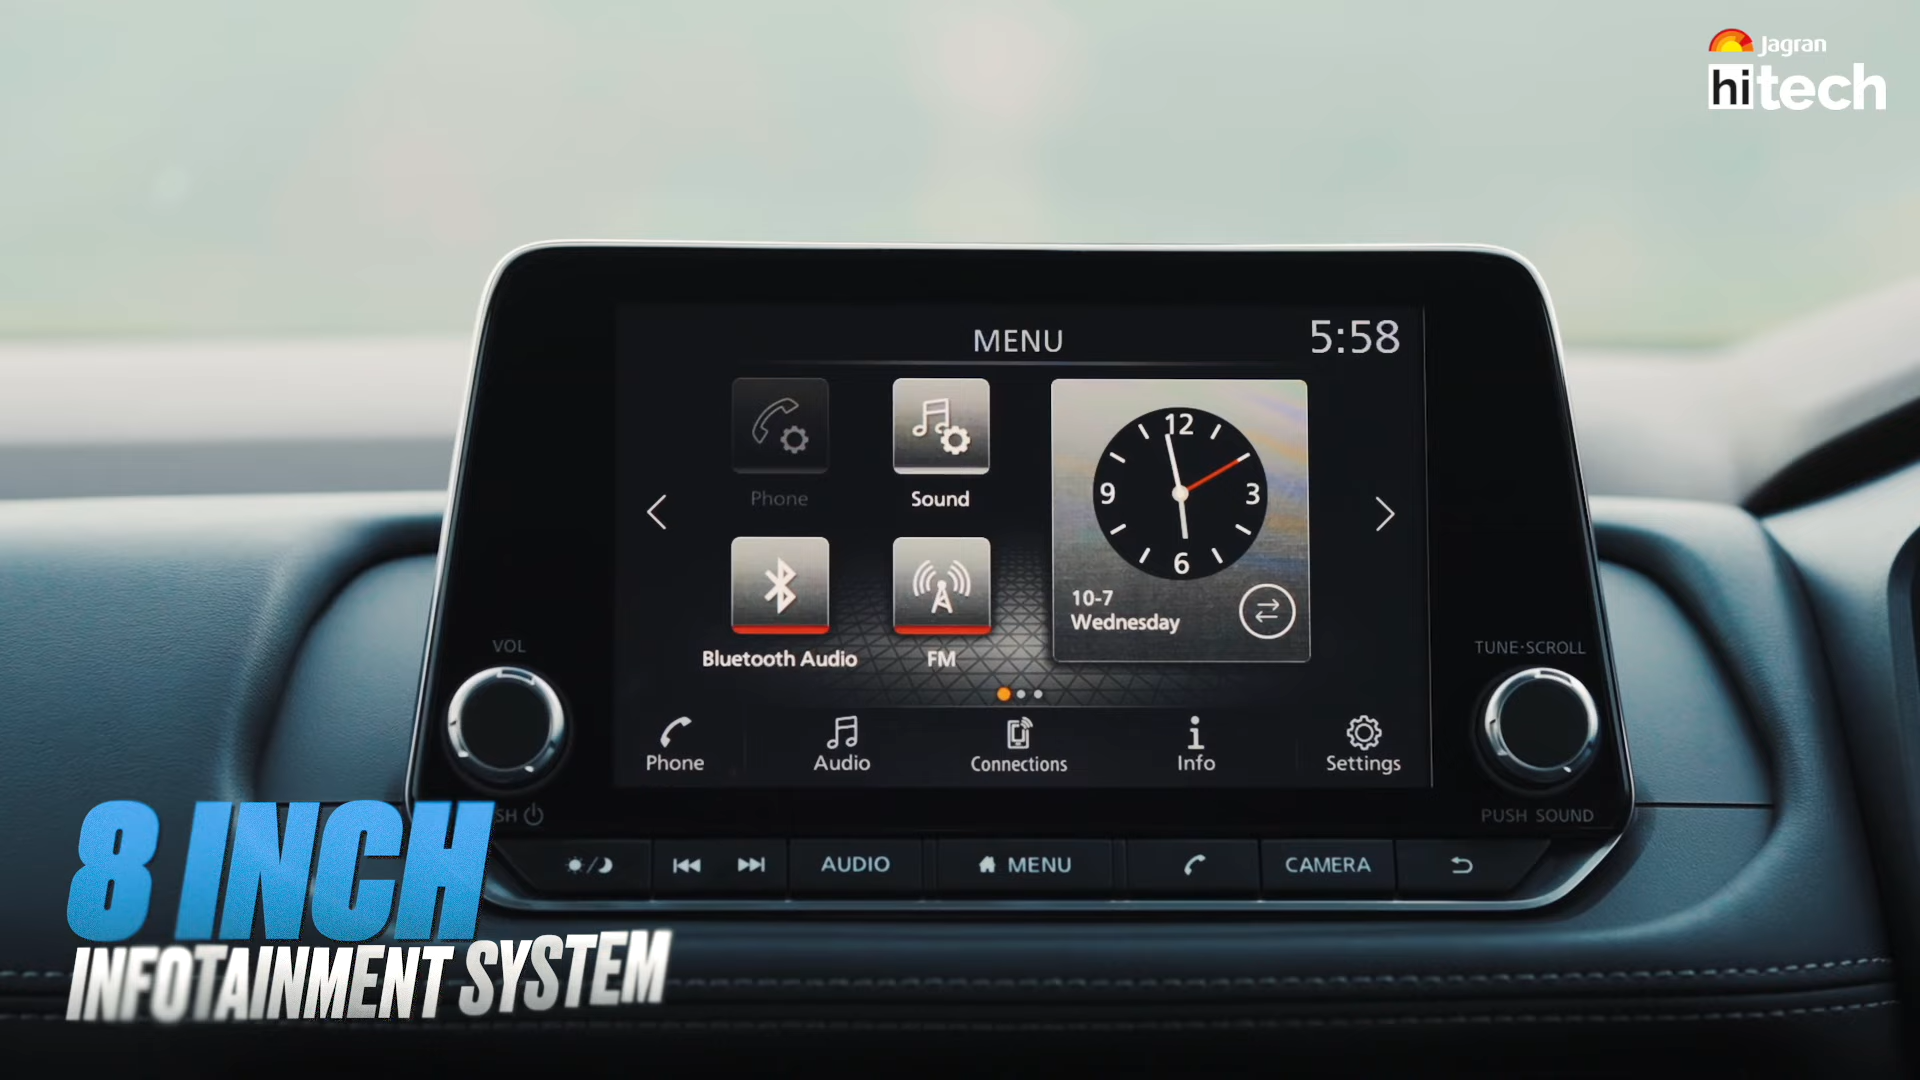 Jagran
hitech
MENU
5:58
Phone
Sound
12
9
3
6
10-7
Wednesday
Bluetooth Audio
FM
VOL
TUNE·SCROLL
Phone
Audio
Connections
Info
Settings
PUSH SOUND
AUDIO
MENU
CAMERA
8 INCH
INFOTAINMENT SYSTEM